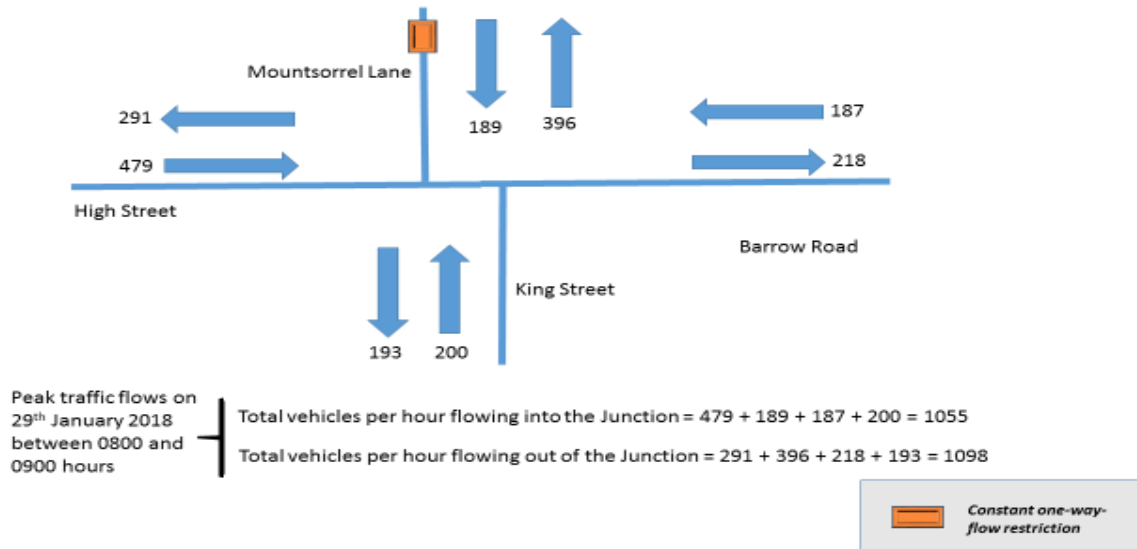 Mountsorrel Lane
189 396
291
187
479
218
High Street
Barrow Road
King Street
193 200
Peak traffic flows on
29th January 2018
between 0800 and
0900 hours
Total vehicles per hour flowing into the Junction = 479 + 189 + 187 + 200 = 1055
Total vehicles per hour flowing out of the Junction = 291 + 396 + 218 + 193 = 1098
Constant one-way-
flow restriction